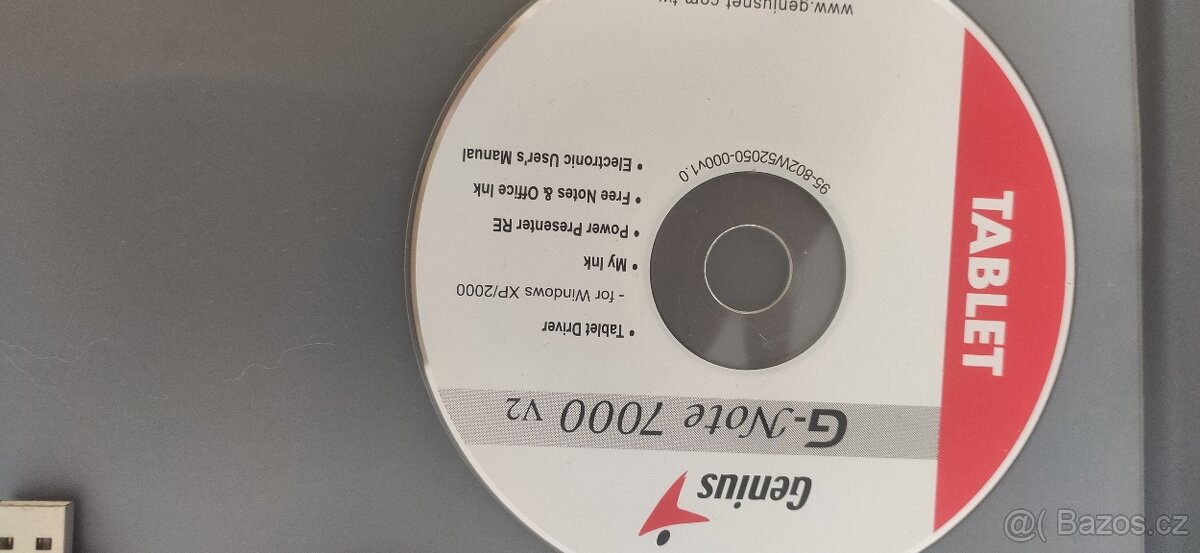 Genius
G-Note 7000 V2
• Tablet Driver
- for Windows XP/2000
• My Ink
• Power Presenter RE
• Free Notes & Office Ink
• Electronic User's Manual
95-802W52050-000v1.0
www.geniusnet.com.tw
TABLET
@( Bazos.cz